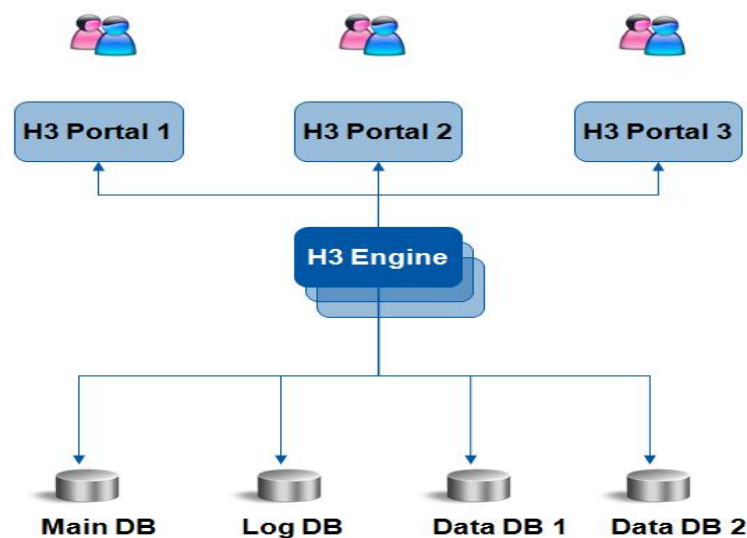 H3 Portal 1
H3 Portal 2
H3 Portal 3
H3 Engine
Main DB
Log DB
Data DB 1
Data DB 2